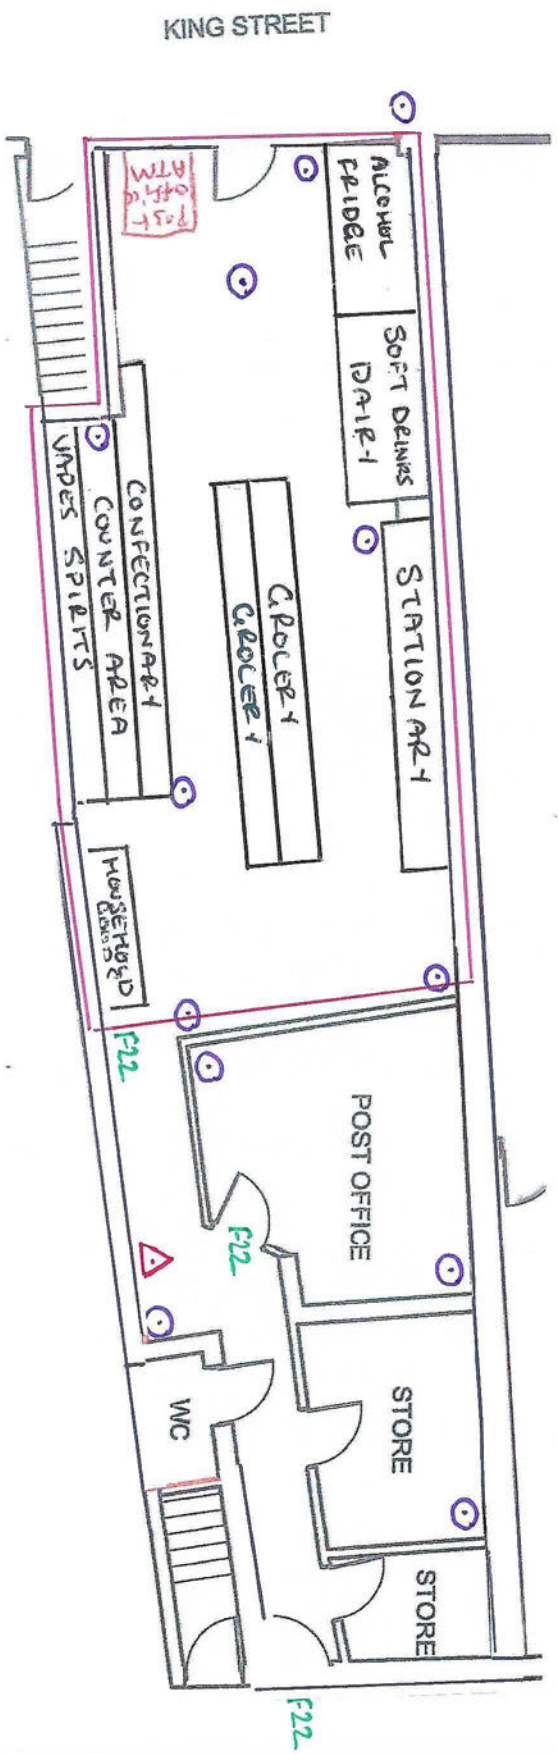 KING STREET
Post
office
ATM
ALCOHOL
FRIDGE
SOFT DRINKS
DAIRY
STATIONARY
GROCERY
GROCERY
CONFECTIONARY
COUNTER AREA
VAPES SPIRITS
HOUSEHOLD
GOODS
F22
POST OFFICE
F22
STORE
WC
STORE
F22